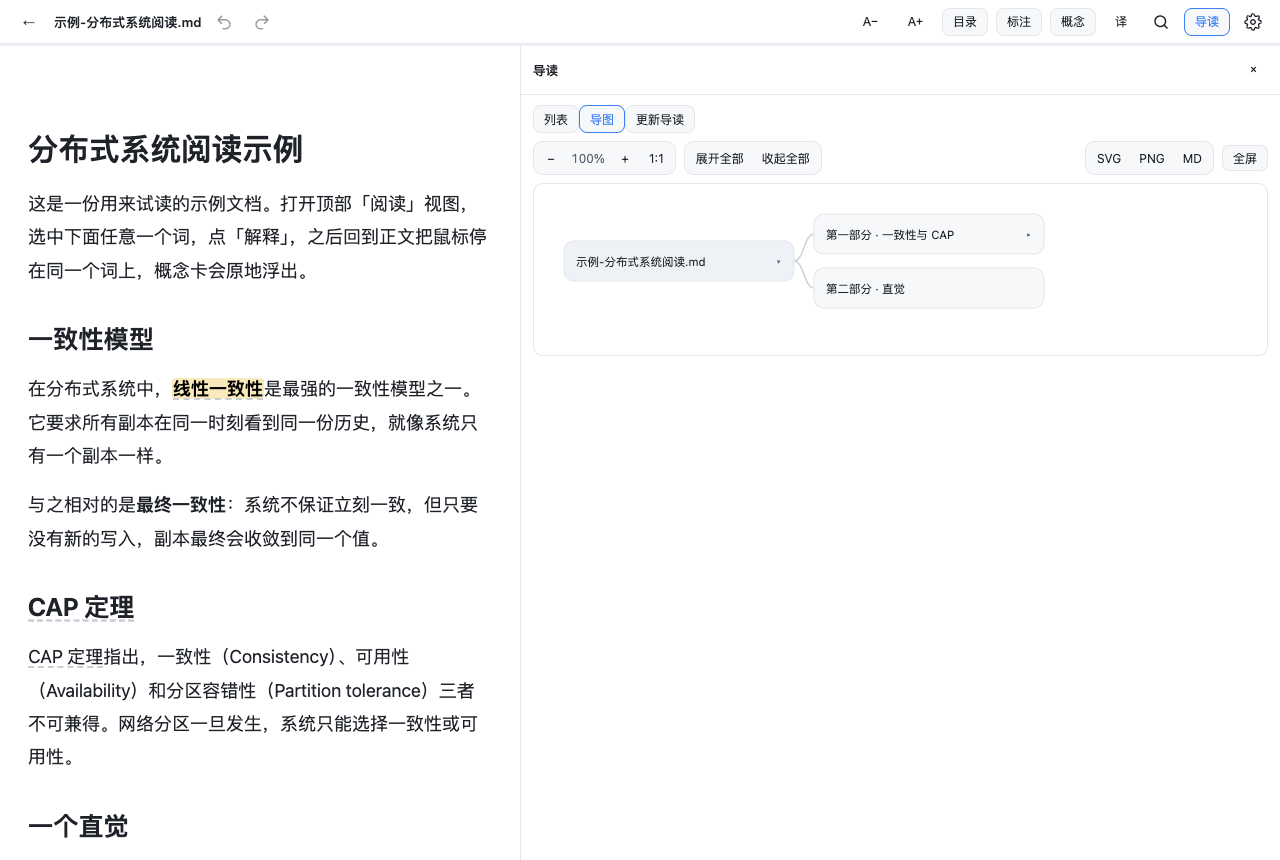 ← 示例-分布式系统阅读.md A− A+ 目录 标注 概念 译 导读
分布式系统阅读示例
这是一份用来试读的示例文档。打开顶部「阅读」视图，
选中下面任意一个词，点「解释」，之后回到正文把鼠标停
在同一个词上，概念卡会原地浮出。
一致性模型
在分布式系统中，线性一致性是最强的一致性模型之一。
它要求所有副本在同一时刻看到同一份历史，就像系统只
有一个副本一样。
与之相对的是最终一致性：系统不保证立刻一致，但只要
没有新的写入，副本最终会收敛到同一个值。
CAP 定理
CAP 定理指出，一致性（Consistency）、可用性
（Availability）和分区容错性（Partition tolerance）三者
不可兼得。网络分区一旦发生，系统只能选择一致性或可
用性。
一个直觉
导读 ×
列表 导图 更新导读
− 100% + 1:1 展开全部 收起全部 SVG PNG MD 全屏
示例-分布式系统阅读.md
第一部分 · 一致性与 CAP
第二部分 · 直觉